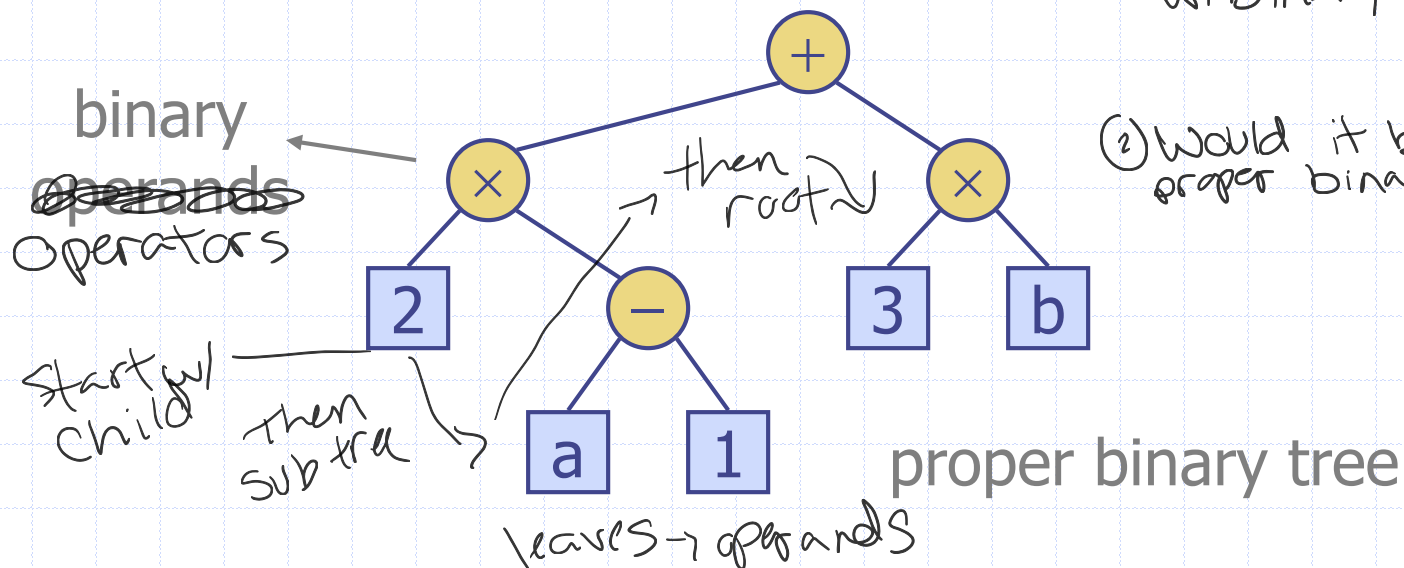 +
binary
operands
operators
×
then
root
×
② Would it b
proper bina
2
−
3
b
start w/
child
then
subtree
a
1
proper binary tree
leaves → operands